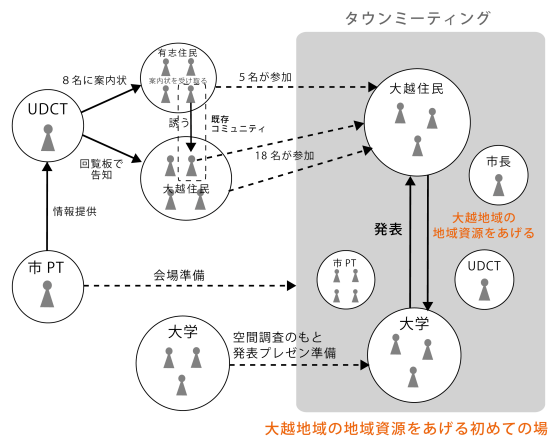 タウンミーティング
有志住民
案内状を受け取る
8名に案内状
5名が参加
大越住民
UDCT
誘う
既存
コミュニティ
回覧板で
告知
大越住民
18名が参加
市長
情報提供
発表
大越地域の
地域資源をあげる
市PT
会場準備
市PT
UDCT
大学
空間調査のもと
発表プレゼン準備
大学
大越地域の地域資源をあげる初めての場